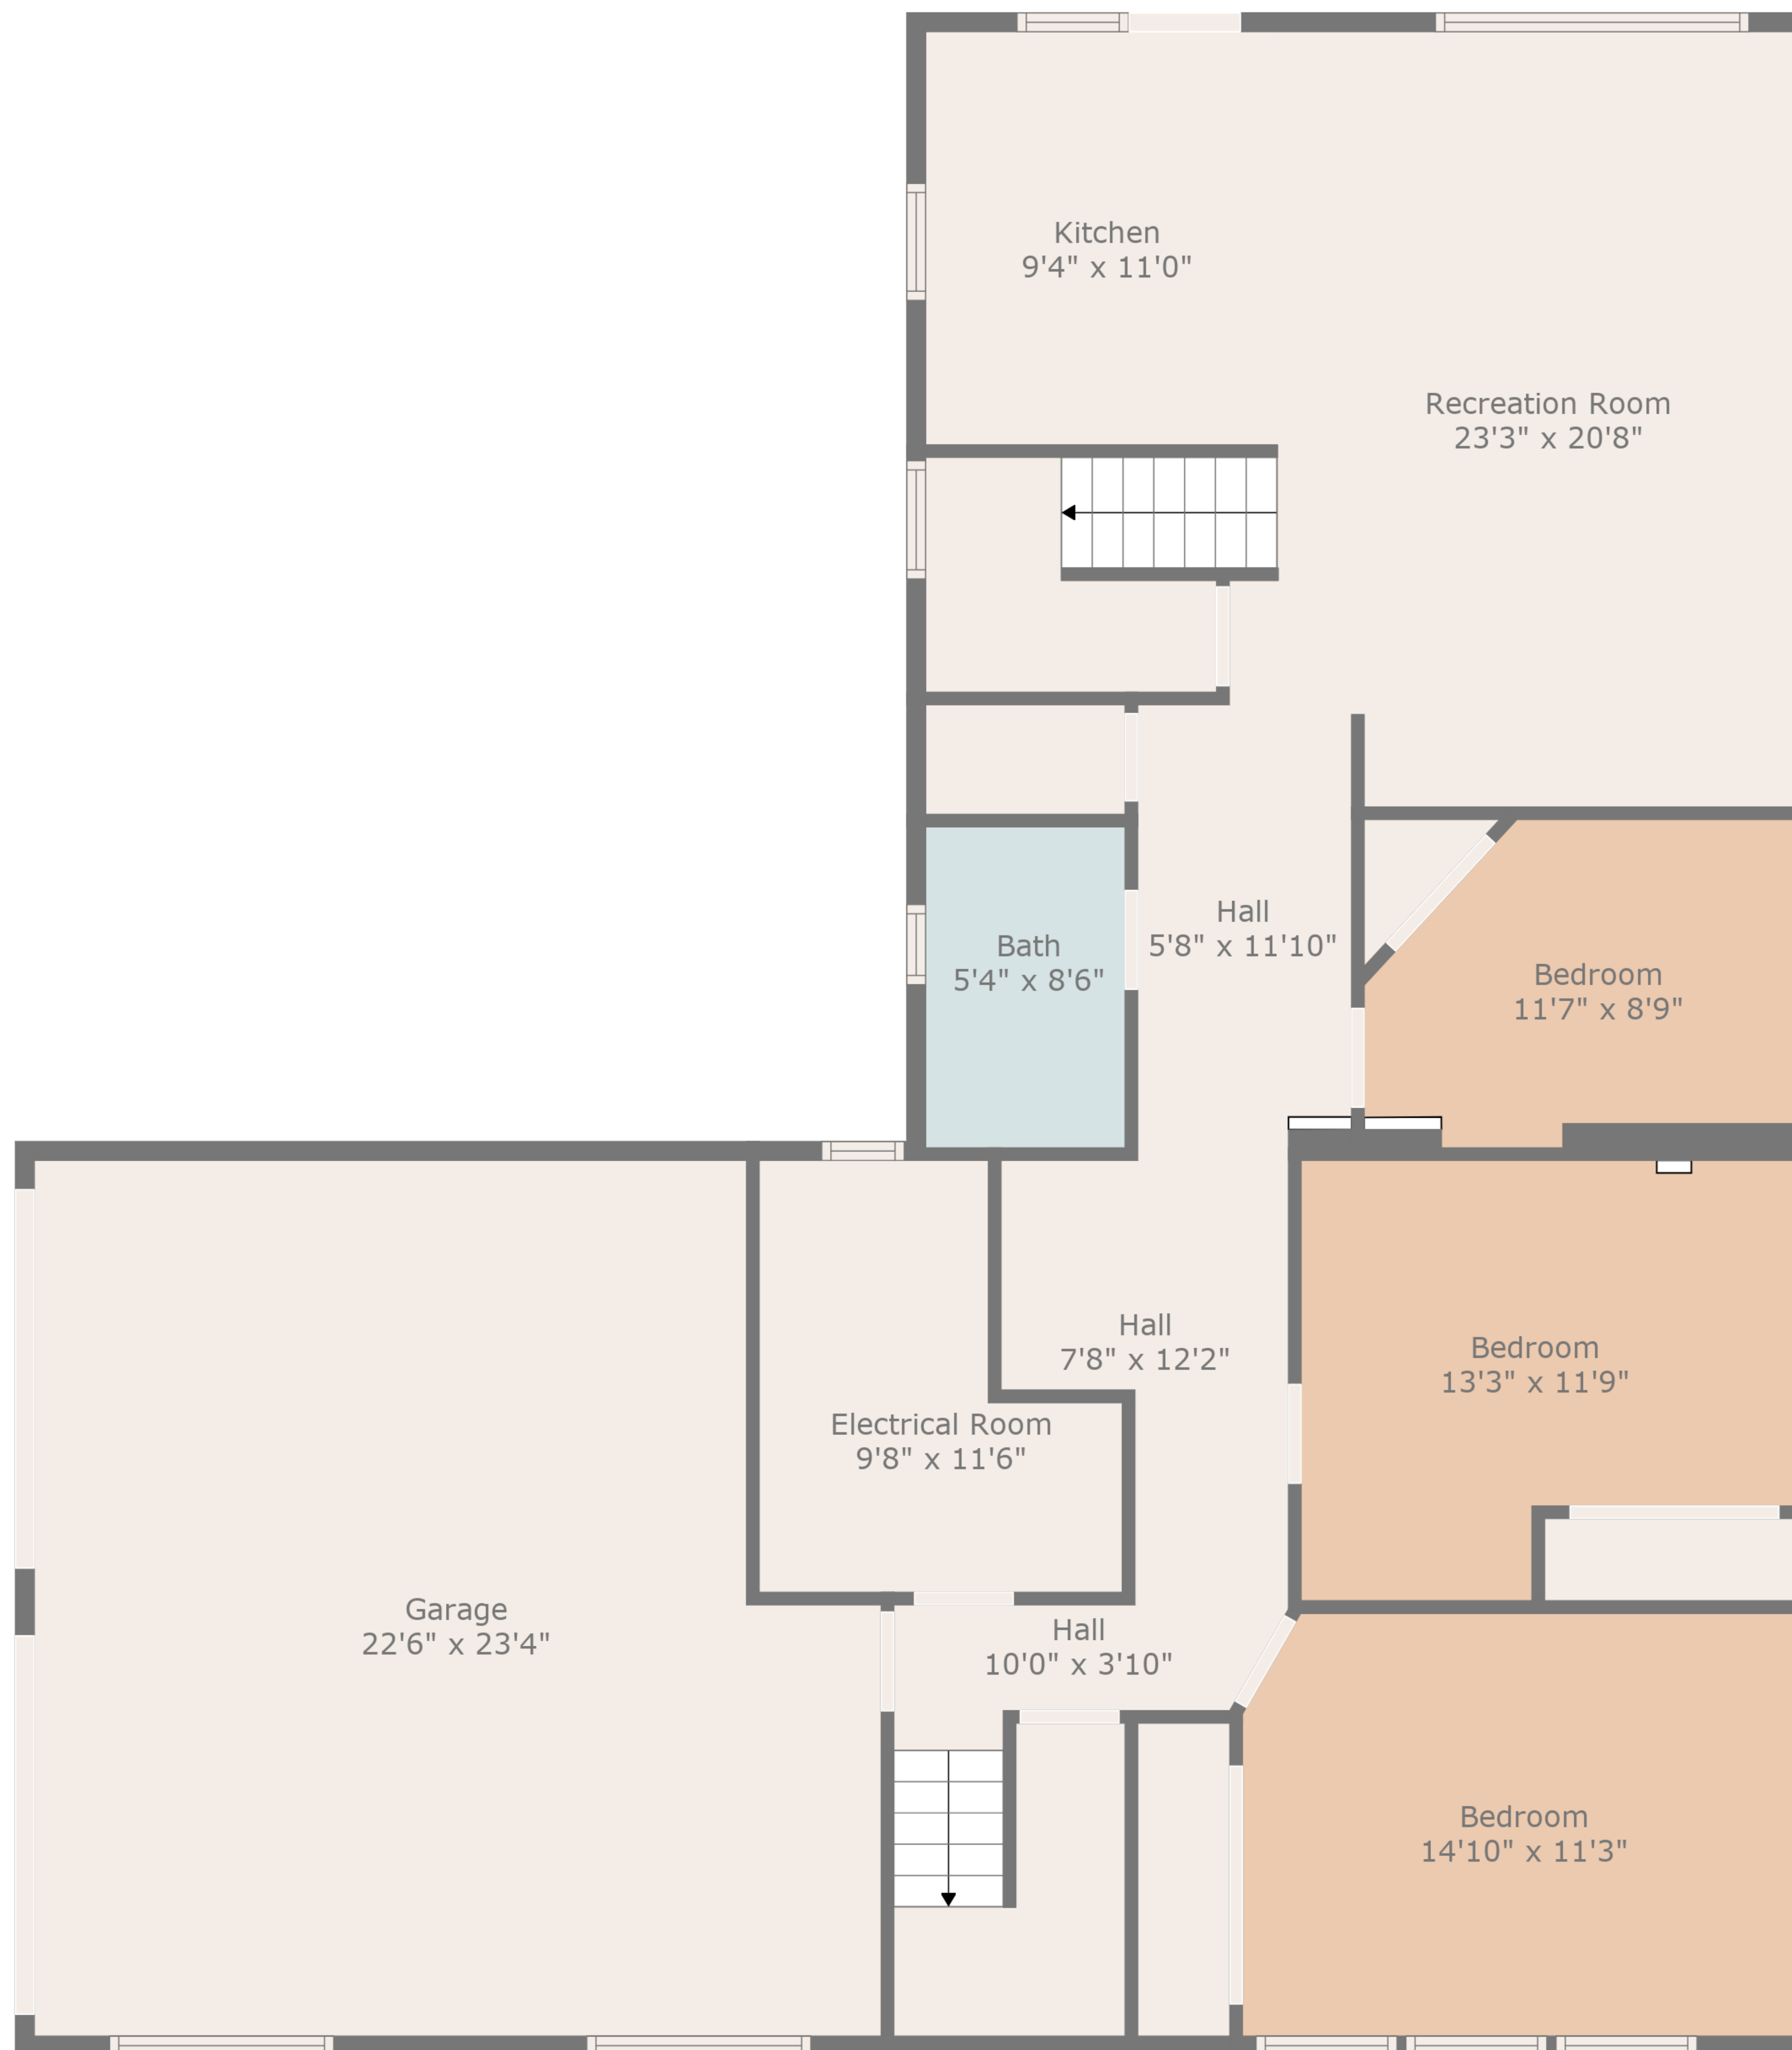 Kitchen
9'4" x 11'0"
Recreation Room
23'3" x 20'8"
Hall
5'8" x 11'10"
Bath
5'4" x 8'6"
Bedroom
11'7" x 8'9"
Hall
7'8" x 12'2"
Bedroom
13'3" x 11'9"
Electrical Room
9'8" x 11'6"
Garage
22'6" x 23'4"
Hall
10'0" x 3'10"
Bedroom
14'10" x 11'3"